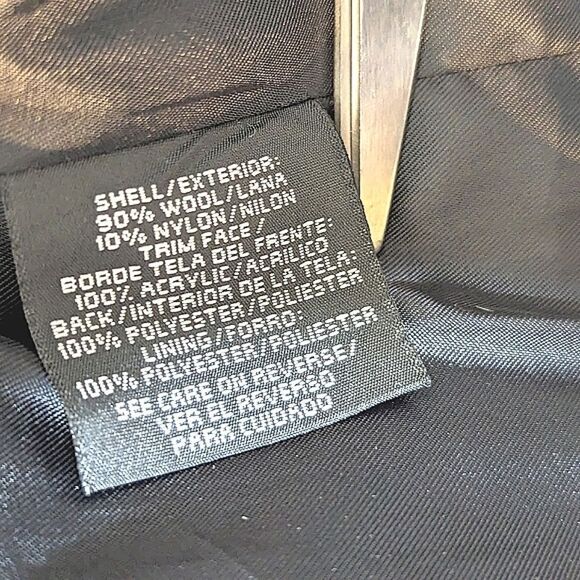 SHELL/EXTERIOR:
90% WOOL/LANA
10% NYLON/NILON
TRIM FACE/
BORDE TELA DEL FRENTE:
100% ACRYLIC/ACRILICO
BACK/INTERIOR DE LA TELA:
100% POLYESTER/POLIESTER
LINING/FORRO:
100% POLYESTER/POLIESTER
SEE CARE ON REVERSE/
VER EL REVERSO
PARA CUIDADO